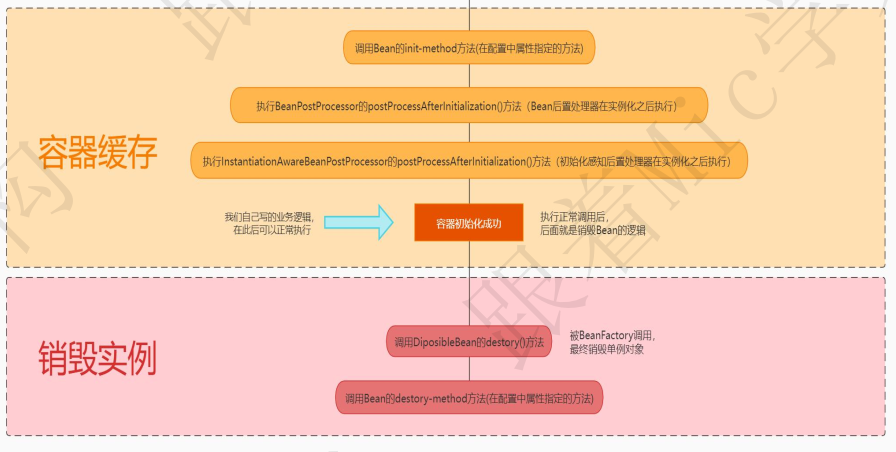 调用Bean的init-method方法(在配置中属性指定的方法)
执行BeanPostProcessor的postProcessAfterInitialization()方法（Bean后置处理器在实例化之后执行）
容器缓存
执行InstantiationAwareBeanPostProcessor的postProcessAfterInitialization()方法（初始化感知后置处理器在实例化之后执行）
我们自己写的业务逻辑，
在此后可以正常执行
容器初始化成功
执行正常调用后，
后面就是销毁Bean的逻辑
销毁实例
调用DiposibleBean的destory()方法
被BeanFactory调用，
最终销毁单例对象
调用Bean的destory-method方法(在配置中属性指定的方法)
跟着Mic学